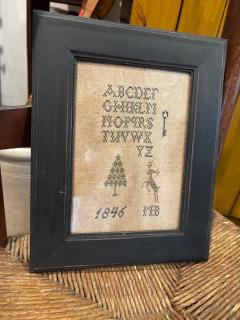 ABCDEF
GHIKLM
NOPQRS
TUVWX
YZ
1846 MB